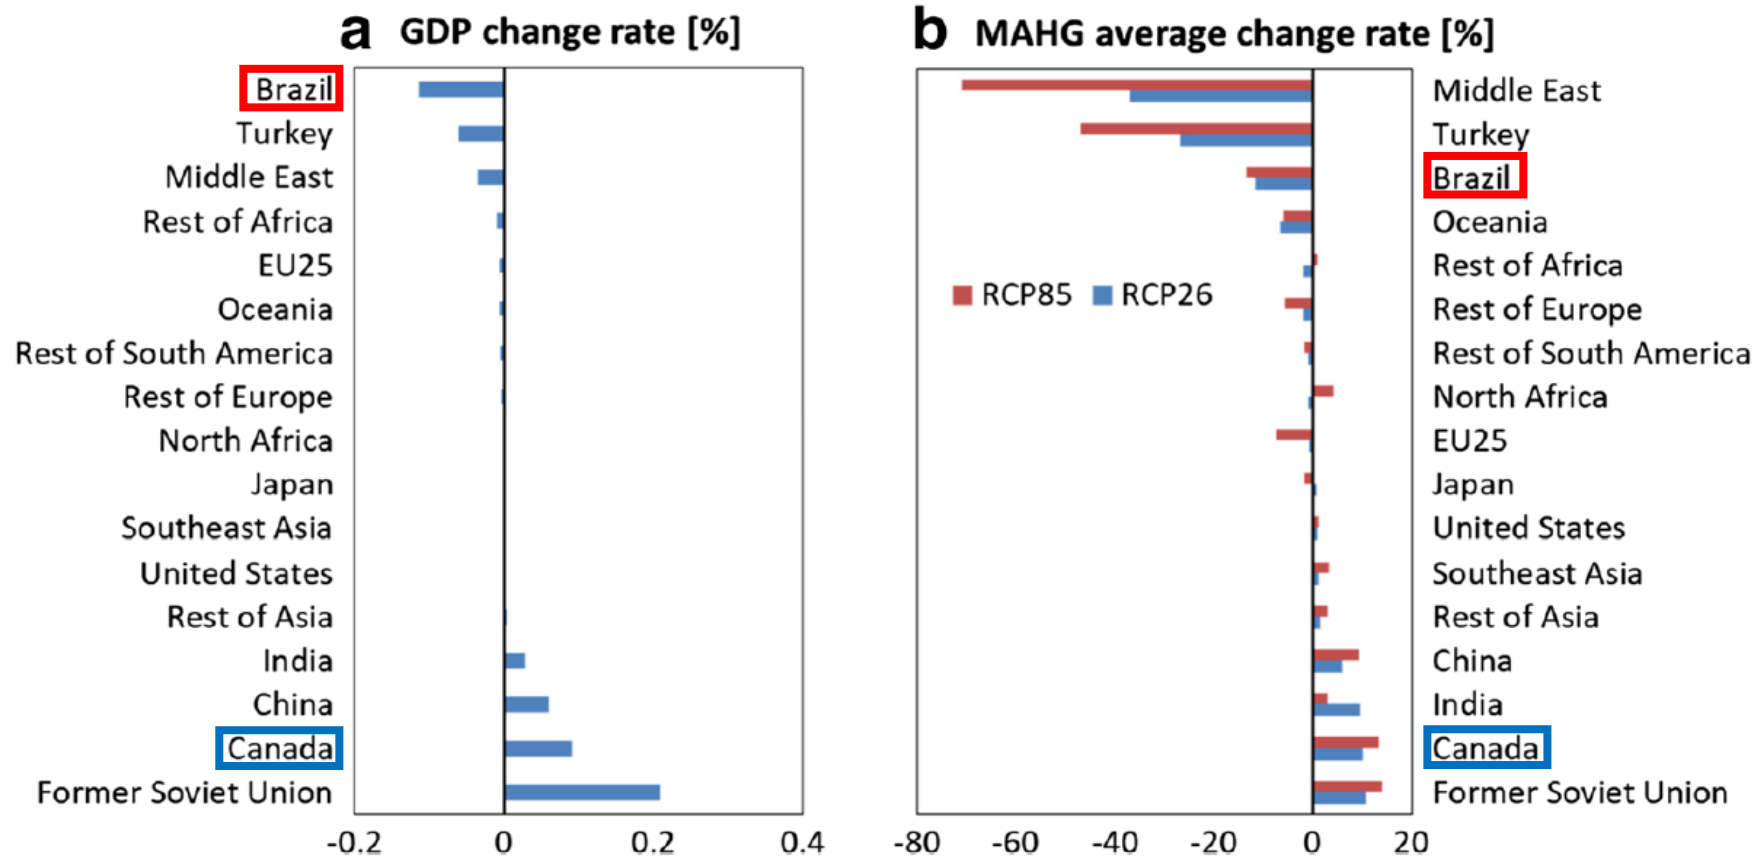 a GDP change rate [%]
Brazil
Turkey
Middle East
Rest of Africa
EU25
Oceania
Rest of South America
Rest of Europe
North Africa
Japan
Southeast Asia
United States
Rest of Asia
India
China
Canada
Former Soviet Union
-0.2 0 0.2 0.4
b MAHG average change rate [%]
RCP85 RCP26
Middle East
Turkey
Brazil
Oceania
Rest of Africa
Rest of Europe
Rest of South America
North Africa
EU25
Japan
United States
Southeast Asia
Rest of Asia
China
India
Canada
Former Soviet Union
-80 -60 -40 -20 0 20